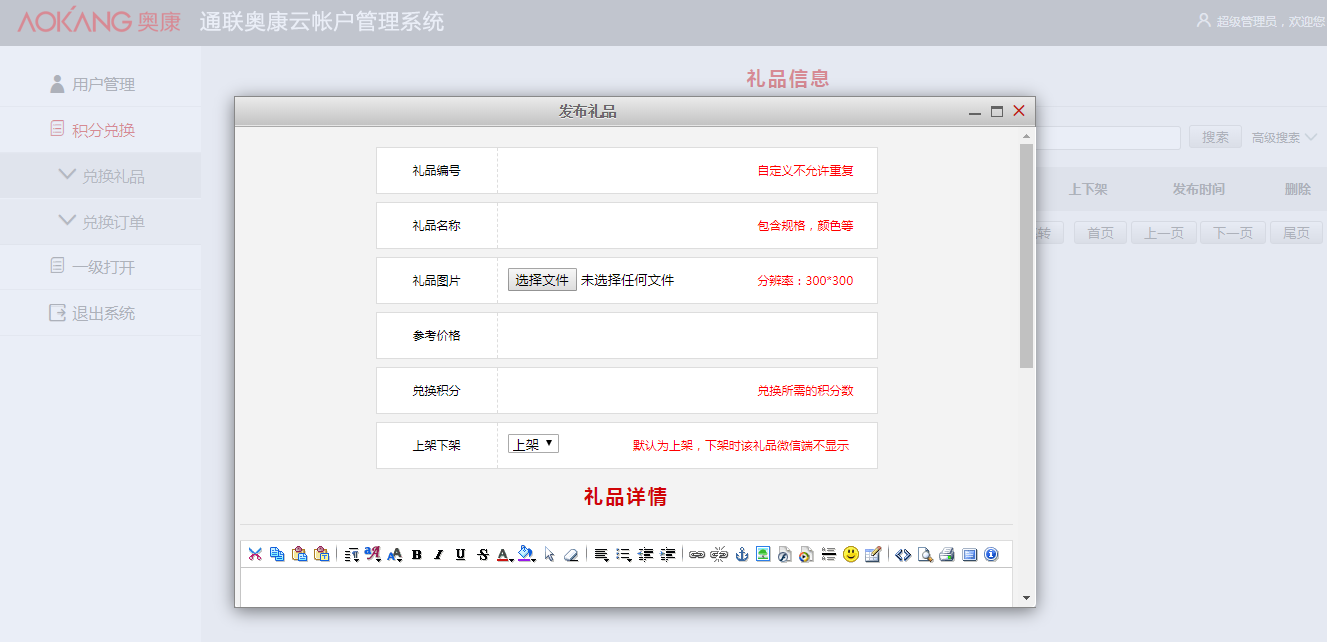 AOKANG 奥康 通联奥康云帐户管理系统
超级管理员，欢迎您
用户管理
积分兑换
兑换礼品
兑换订单
一级打开
退出系统
礼品信息
搜索 高级搜索
上下架 发布时间 删除
转 首页 上一页 下一页 尾页
发布礼品
礼品编号 自定义不允许重复
礼品名称 包含规格，颜色等
礼品图片 选择文件 未选择任何文件 分辨率：300*300
参考价格
兑换积分 兑换所需的积分数
上架下架 上架 默认为上架，下架时该礼品微信端不显示
礼品详情